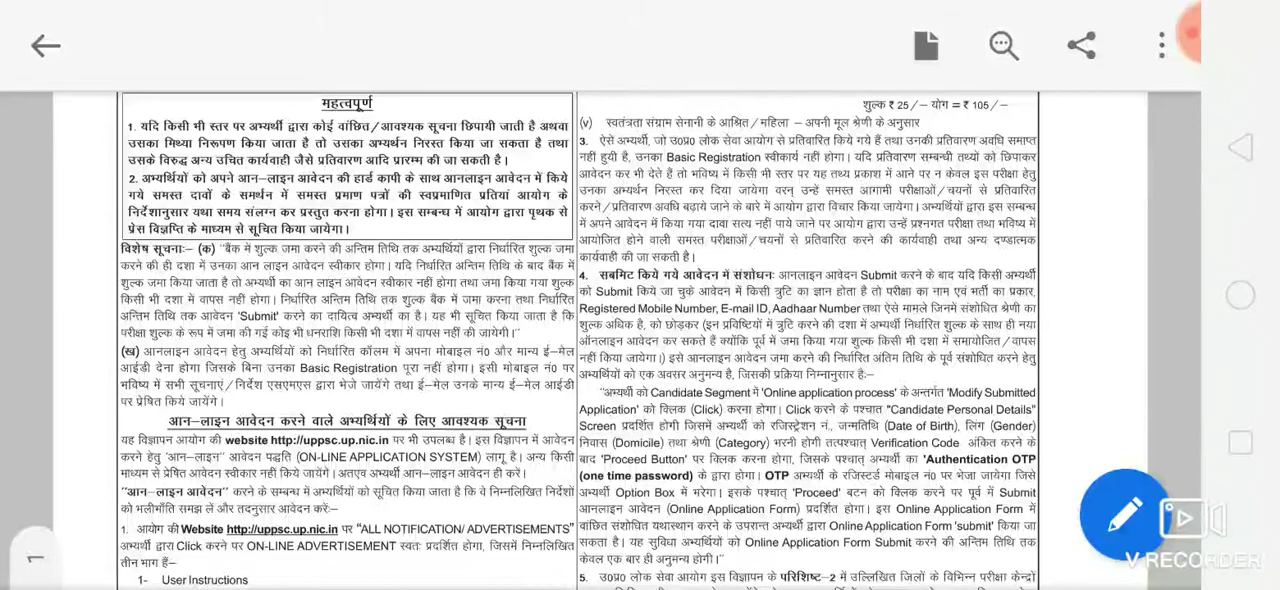 महत्वपूर्ण
1. यदि किसी भी स्तर पर अभ्यर्थी द्वारा कोई वांछित/आवश्यक सूचना छिपायी जाती है अथवा
उसका मिथ्या निरूपण किया जाता है तो उसका अभ्यर्थन निरस्त किया जा सकता है तथा
उसके विरुद्ध अन्य उचित कार्यवाही जैसे प्रतिवारण आदि प्रारम्भ की जा सकती है।
2. अभ्यर्थियों को अपने आन-लाइन आवेदन की हार्ड कापी के साथ आनलाइन आवेदन में किये
गये समस्त दावों के समर्थन में समस्त प्रमाण पत्रों की स्वप्रमाणित प्रतियां आयोग के
निर्देशानुसार यथा समय संलग्न कर प्रस्तुत करना होगा। इस सम्बन्ध में आयोग द्वारा पृथक से
प्रेस विज्ञप्ति के माध्यम से सूचित किया जायेगा।
विशेष सूचनाः- (क) "बैंक में शुल्क जमा करने की अन्तिम तिथि तक अभ्यर्थियों द्वारा निर्धारित शुल्क जमा
करने की ही दशा में उनका आन लाइन आवेदन स्वीकार होगा। यदि निर्धारित अन्तिम तिथि के बाद बैंक में
शुल्क जमा किया जाता है तो अभ्यर्थी का आन लाइन आवेदन स्वीकार नहीं होगा तथा जमा किया गया शुल्क
किसी भी दशा में वापस नहीं होगा। निर्धारित अन्तिम तिथि तक शुल्क बैंक में जमा करना तथा निर्धारित
अन्तिम तिथि तक आवेदन 'Submit' करने का दायित्व अभ्यर्थी का है। यह भी सूचित किया जाता है कि
परीक्षा शुल्क के रूप में जमा की गई कोई भी धनराशि किसी भी दशा में वापस नहीं की जायेगी।"
(ख) आनलाइन आवेदन हेतु अभ्यर्थियों को निर्धारित कॉलम में अपना मोबाइल नं0 और मान्य ई-मेल
आईडी देना होगा जिसके बिना उनका Basic Registration पूरा नहीं होगा। इसी मोबाइल नं0 पर
भविष्य में सभी सूचनाएं/निर्देश एसएमएस द्वारा भेजे जायेंगे तथा ई-मेल उनके मान्य ई-मेल आईडी
पर प्रेषित किये जायेंगे।
आन-लाइन आवेदन करने वाले अभ्यर्थियों के लिए आवश्यक सूचना
यह विज्ञापन आयोग की website http://uppsc.up.nic.in पर भी उपलब्ध है। इस विज्ञापन में आवेदन
करने हेतु 'आन-लाइन' आवेदन पद्धति (ON-LINE APPLICATION SYSTEM) लागू है। अन्य किसी
माध्यम से प्रेषित आवेदन स्वीकार नहीं किये जायेंगे। अतएव अभ्यर्थी आन-लाइन आवेदन ही करें।
"आन-लाइन आवेदन" करने के सम्बन्ध में अभ्यर्थियों को सूचित किया जाता है कि वे निम्नलिखित निर्देशों
को भलीभाँति समझ लें और तदनुसार आवेदन करेंः-
1. आयोग की Website http://uppsc.up.nic.in पर "ALL NOTIFICATION/ADVERTISEMENTS"
अभ्यर्थी द्वारा Click करने पर ON-LINE ADVERTISEMENT स्वतः प्रदर्शित होगा, जिसमें निम्नलिखित
तीन भाग हैं-
1- User Instructions
शुल्क ₹ 25/- योग = ₹ 105/-
(v) स्वतंत्रता संग्राम सेनानी के आश्रित/महिला - अपनी मूल श्रेणी के अनुसार
3. ऐसे अभ्यर्थी, जो उ0प्र0 लोक सेवा आयोग से प्रतिवारित किये गये हैं तथा उनकी प्रतिवारण अवधि समाप्त
नहीं हुयी है, उनका Basic Registration स्वीकार्य नहीं होगा। यदि प्रतिवारण सम्बन्धी तथ्यों को छिपाकर
आवेदन कर भी देते हैं तो भविष्य में किसी भी स्तर पर यह तथ्य प्रकाश में आने पर न केवल इस परीक्षा हेतु
उनका अभ्यर्थन निरस्त कर दिया जायेगा वरन् उन्हें समस्त आगामी परीक्षाओं/चयनों से प्रतिवारित
करने/प्रतिवारण अवधि बढ़ाये जाने के बारे में आयोग द्वारा विचार किया जायेगा। अभ्यर्थियों द्वारा इस सम्बन्ध
में अपने आवेदन में किया गया दावा सत्य नहीं पाये जाने पर आयोग द्वारा उन्हें प्रश्नगत परीक्षा तथा भविष्य में
आयोजित होने वाली समस्त परीक्षाओं/चयनों से प्रतिवारित करने की कार्यवाही तथा अन्य दण्डात्मक
कार्यवाही की जा सकती है।
4. सबमिट किये गये आवेदन में संशोधनः आनलाइन आवेदन Submit करने के बाद यदि किसी अभ्यर्थी
को Submit किये जा चुके आवेदन में किसी त्रुटि का ज्ञान होता है तो परीक्षा का नाम एवं भर्ती का प्रकार,
Registered Mobile Number, E-mail ID, Aadhaar Number तथा ऐसे मामले जिनमें संशोधित श्रेणी का
शुल्क अधिक है, को छोड़कर (इन प्रविष्टियों में त्रुटि करने की दशा में अभ्यर्थी निर्धारित शुल्क के साथ ही नया
ऑनलाइन आवेदन कर सकते हैं क्योंकि पूर्व में जमा किया गया शुल्क किसी भी दशा में समायोजित/वापस
नहीं किया जायेगा।) इसे आनलाइन आवेदन जमा करने की निर्धारित अंतिम तिथि के पूर्व संशोधित करने हेतु
अभ्यर्थियों को एक अवसर अनुमन्य है, जिसकी प्रक्रिया निम्नानुसार हैः-
"अभ्यर्थी को Candidate Segment में 'Online application process' के अन्तर्गत 'Modify Submitted
Application' को क्लिक (Click) करना होगा। Click करने के पश्चात "Candidate Personal Details"
Screen प्रदर्शित होगी जिसमें अभ्यर्थी को रजिस्ट्रेशन नं., जन्मतिथि (Date of Birth), लिंग (Gender)
निवास (Domicile) तथा श्रेणी (Category) भरनी होगी तत्पश्चात् Verification Code अंकित करने के
बाद 'Proceed Button' पर क्लिक करना होगा, जिसके पश्चात् अभ्यर्थी का 'Authentication OTP
(one time password) के द्वारा होगा। OTP अभ्यर्थी के रजिस्टर्ड मोबाइल नं0 पर भेजा जायेगा जिसे
अभ्यर्थी Option Box में भरेगा। इसके पश्चात् 'Proceed' बटन को क्लिक करने पर पूर्व में Submit
आनलाइन आवेदन (Online Application Form) प्रदर्शित होगा। इस Online Application Form में
वांछित संशोधित यथास्थान करने के उपरान्त अभ्यर्थी द्वारा Online Application Form 'submit' किया जा
सकता है। यह सुविधा अभ्यर्थियों को Online Application Form Submit करने की अन्तिम तिथि तक
केवल एक बार ही अनुमन्य होगी।"
5. उ0प्र0 लोक सेवा आयोग इस विज्ञापन के परिशिष्ट-2 में उल्लिखित जिलों के विभिन्न परीक्षा केन्द्रों
1
V RECORDER